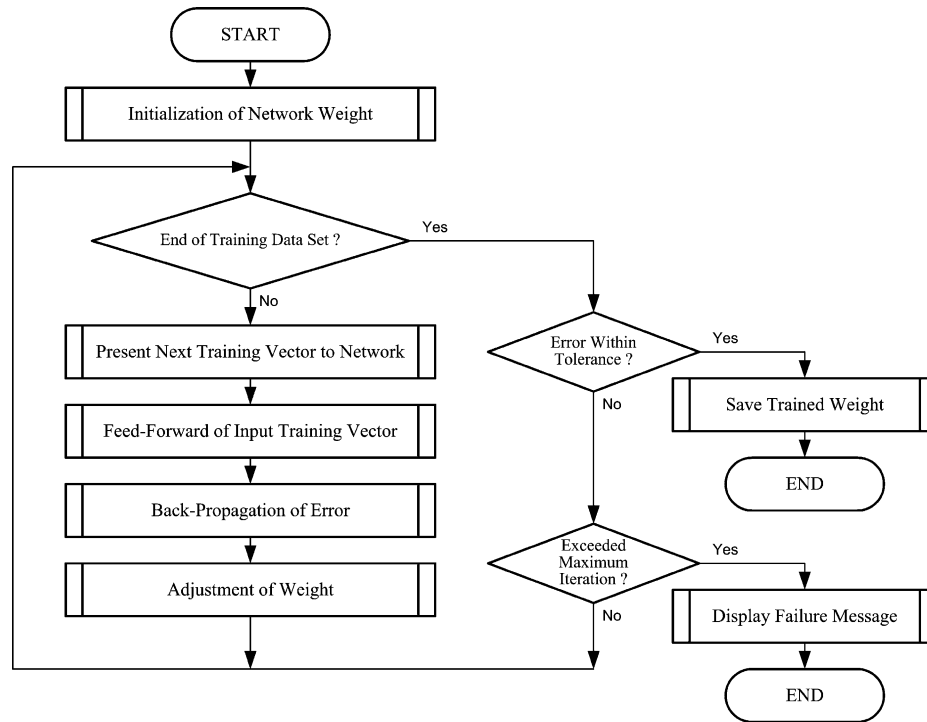 START
Initialization of Network Weight
End of Training Data Set ?
Yes
No
Present Next Training Vector to Network
Feed-Forward of Input Training Vector
Back-Propagation of Error
Adjustment of Weight
Error Within
Tolerance ?
Yes
No
Save Trained Weight
END
Exceeded
Maximum
Iteration ?
Yes
No
Display Failure Message
END